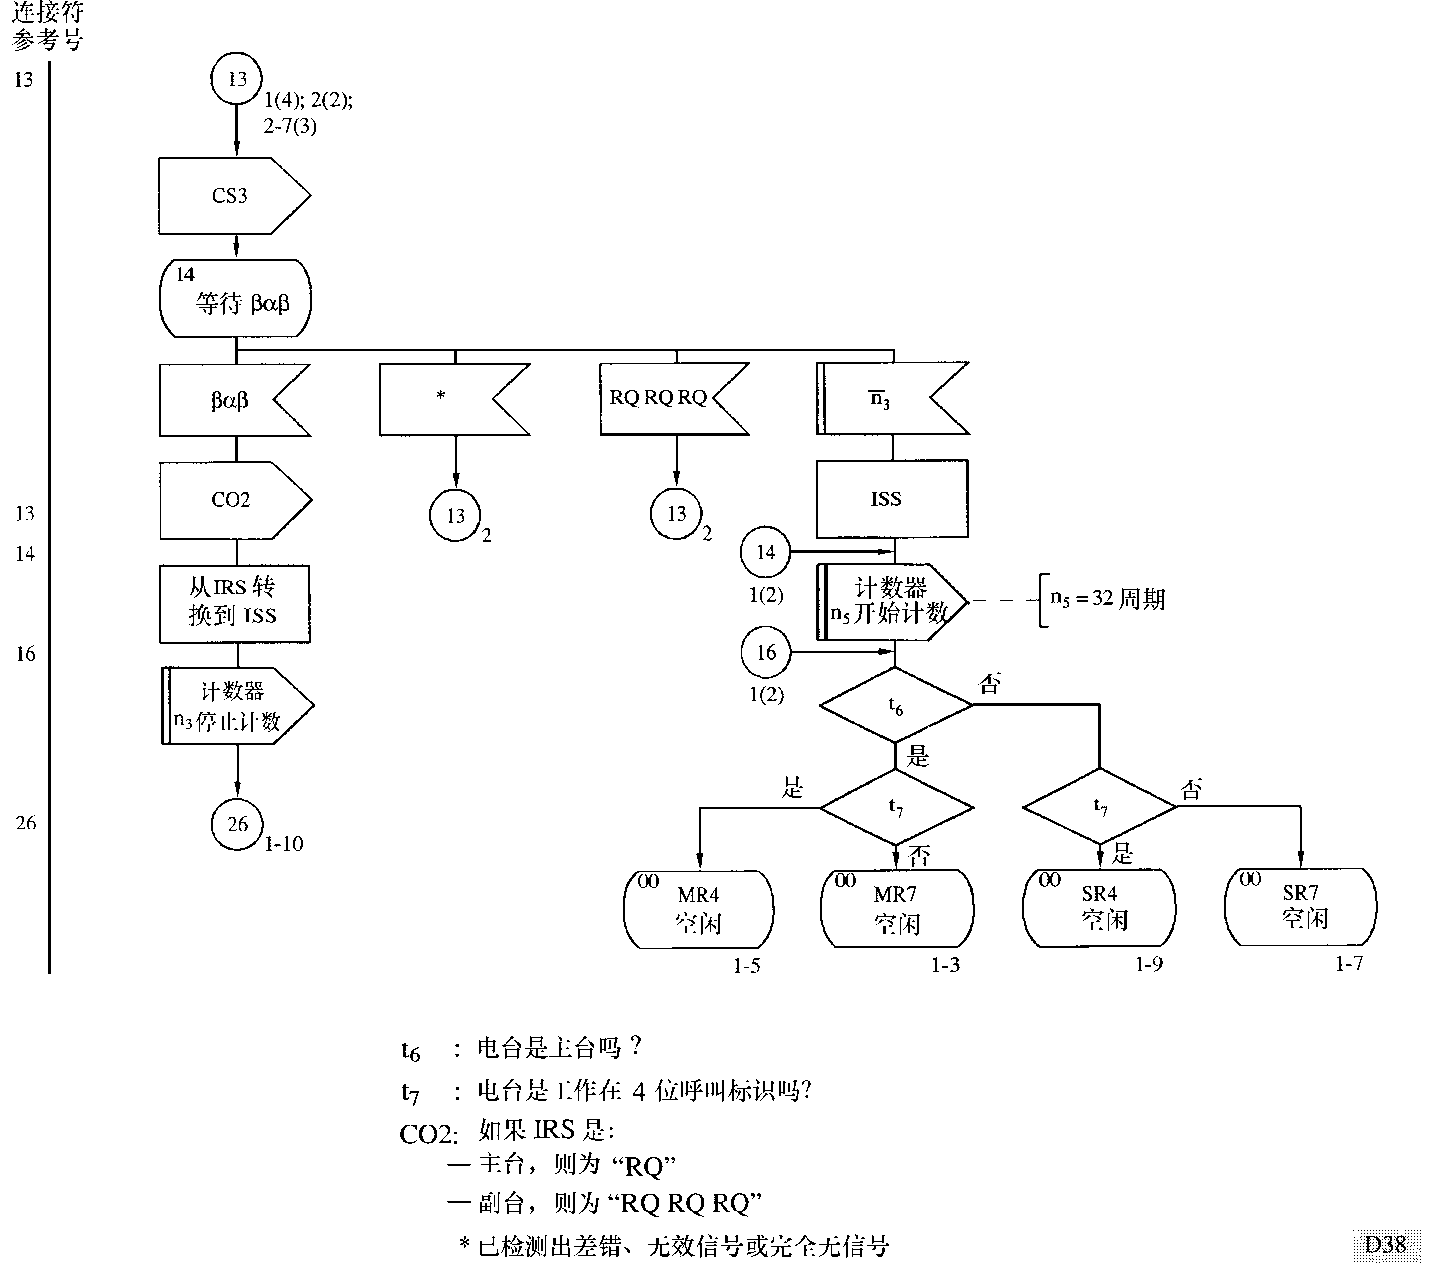 连接符
参考号
13
13
1(4); 2(2);
2-7(3)
CS3
14
等待 βαβ
βαβ
*
RQ RQ RQ
n̅₃
CO2
ISS
13
13
2
13
2
14
14
1(2)
从IRS 转
换到 ISS
计数器
n₅开始计数
n₅ = 32 周期
16
16
1(2)
计数器
n₃停止计数
t₆
否
是
t₇
是
否
t₇
否
是
26
26
1-10
00
MR4
空闲
1-5
00
MR7
空闲
1-3
00
SR4
空闲
1-9
00
SR7
空闲
1-7
t₆ : 电台是主台吗？
t₇ : 电台是工作在 4 位呼叫标识吗？
CO2: 如果 IRS 是：
— 主台，则为 “RQ”
— 副台，则为 “RQ RQ RQ”
* 已检测出差错、无效信号或完全无信号
D38